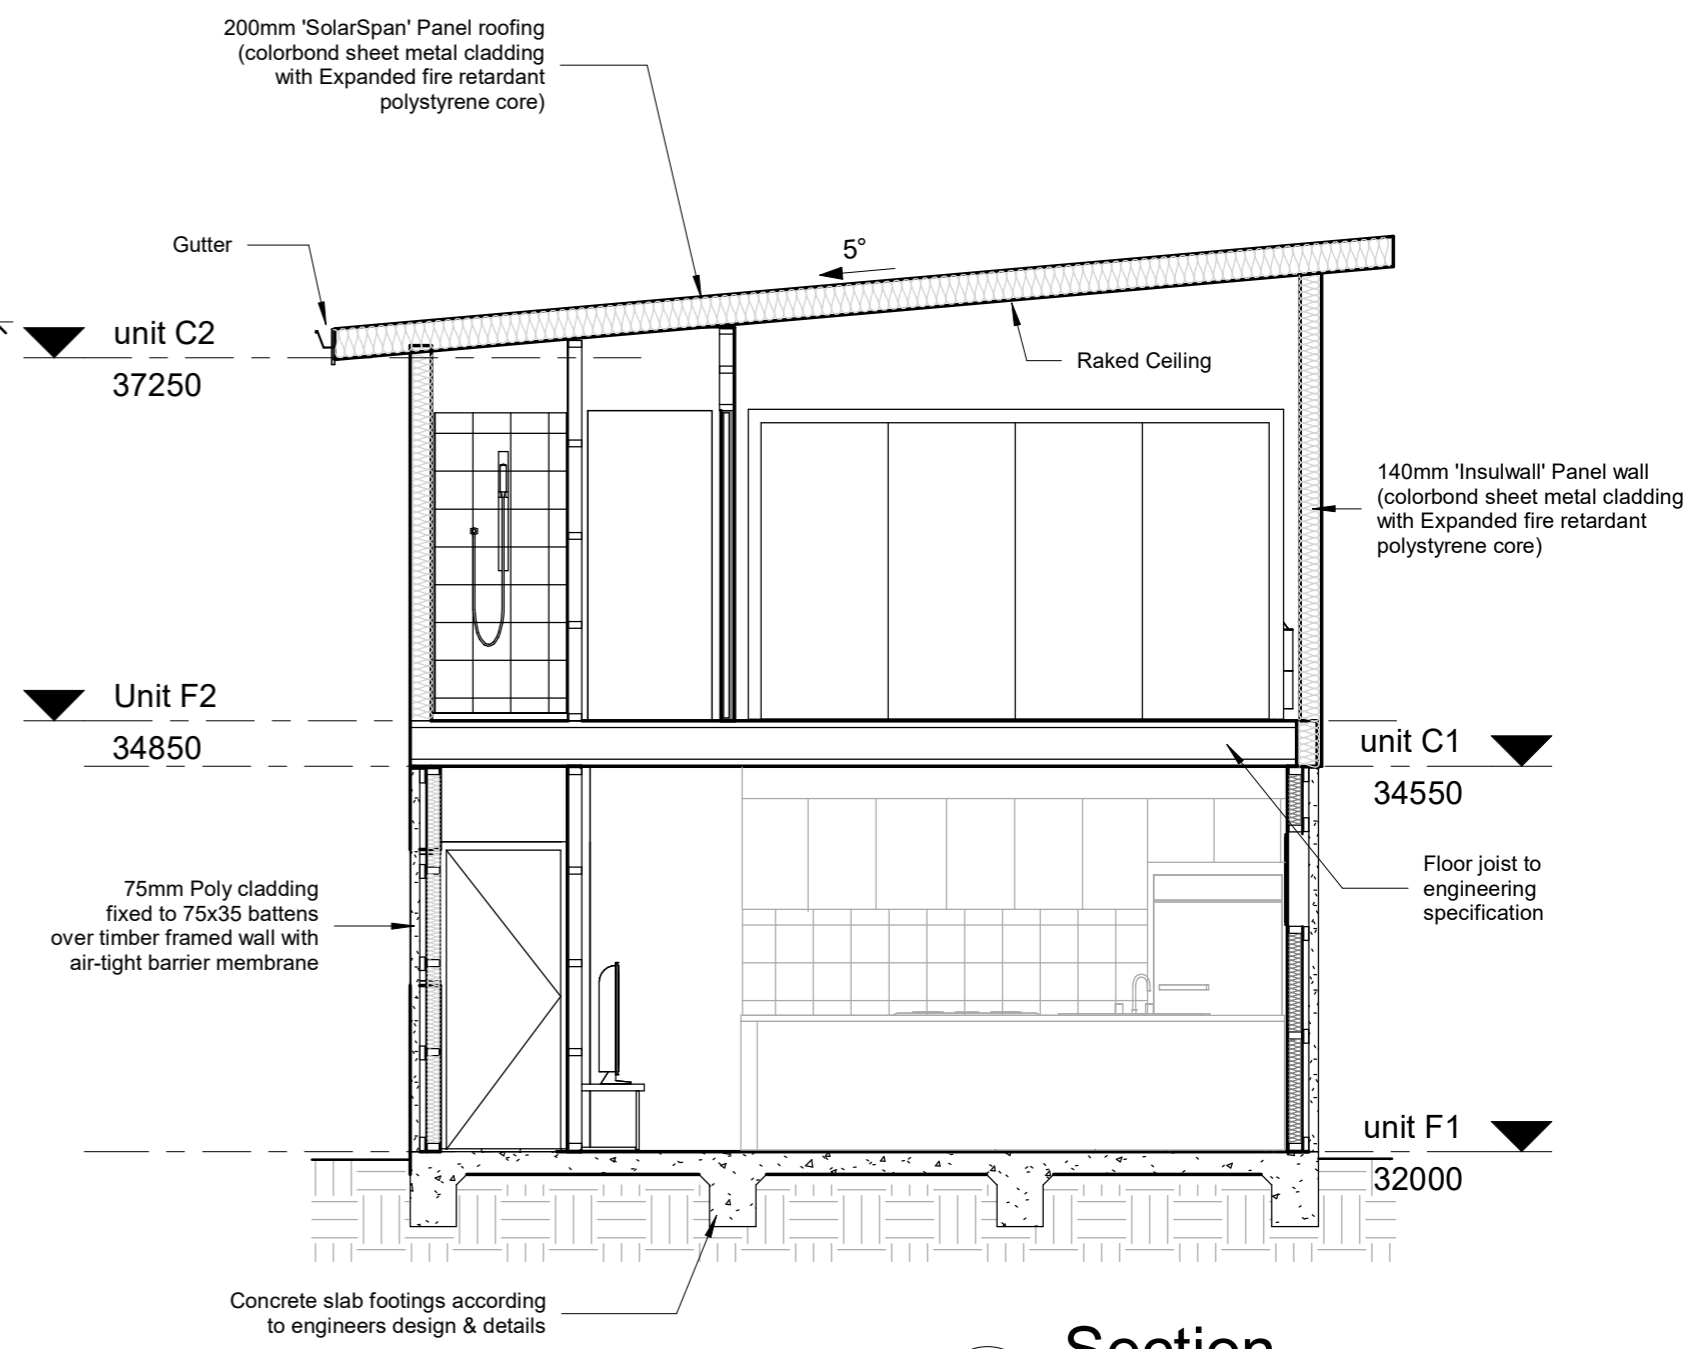 200mm 'SolarSpan' Panel roofing
(colorbond sheet metal cladding
with Expanded fire retardant
polystyrene core)
Gutter
5°
unit C2
37250
Raked Ceiling
140mm 'Insulwall' Panel wall
(colorbond sheet metal cladding
with Expanded fire retardant
polystyrene core)
Unit F2
34850
unit C1
34550
Floor joist to
engineering
specification
75mm Poly cladding
fixed to 75x35 battens
over timber framed wall with
air-tight barrier membrane
unit F1
32000
Concrete slab footings according
to engineers design & details
Section